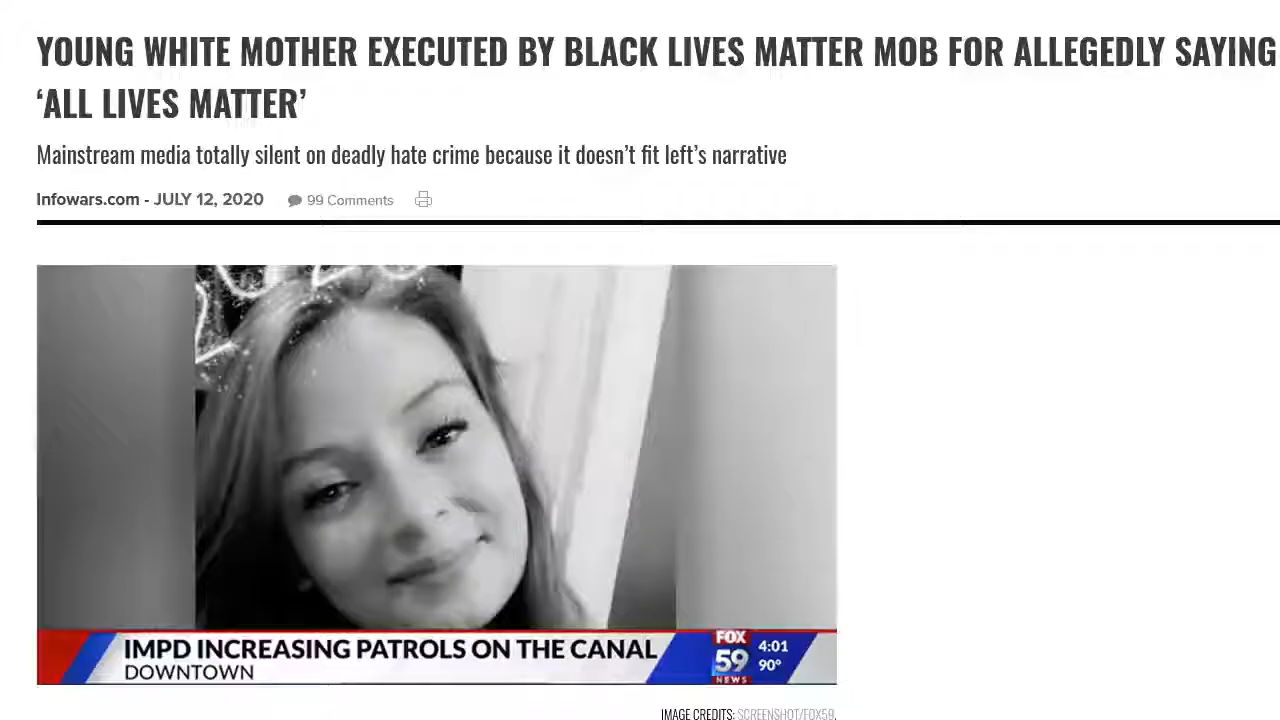 YOUNG WHITE MOTHER EXECUTED BY BLACK LIVES MATTER MOB FOR ALLEGEDLY SAYING
‘ALL LIVES MATTER’
Mainstream media totally silent on deadly hate crime because it doesn’t fit left’s narrative
Infowars.com - JULY 12, 2020 99 Comments
2020
IMPD INCREASING PATROLS ON THE CANAL
DOWNTOWN
FOX
59
NEWS
4:01
90°
IMAGE CREDITS: SCREENSHOT/FOX59.